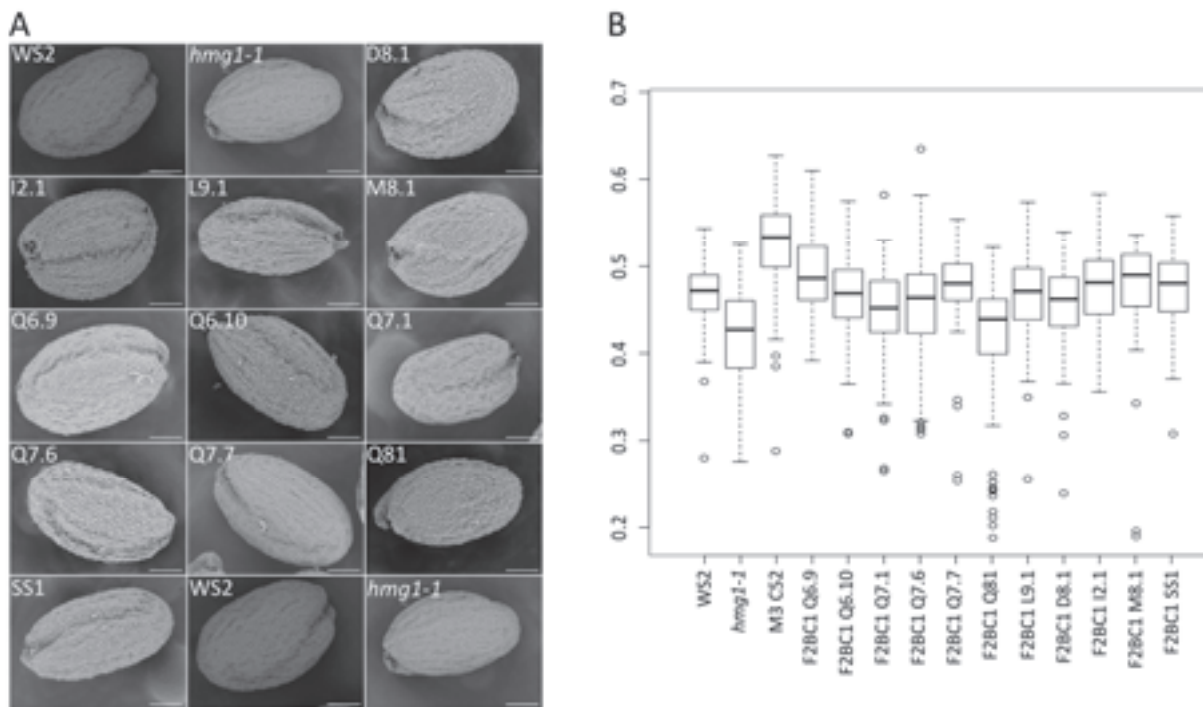 A
WS2 hmg1-1 D8.1
I2.1 L9.1 M8.1
Q6.9 Q6.10 Q7.1
Q7.6 Q7.7 Q81
SS1 WS2 hmg1-1
B
0.7
0.6
0.5
0.4
0.3
0.2
WS2
hmg1-1
M3 CS2
F2BC1 Q6.9
F2BC1 Q6.10
F2BC1 Q7.1
F2BC1 Q7.6
F2BC1 Q7.7
F2BC1 Q81
F2BC1 L9.1
F2BC1 D8.1
F2BC1 I2.1
F2BC1 M8.1
F2BC1 SS1